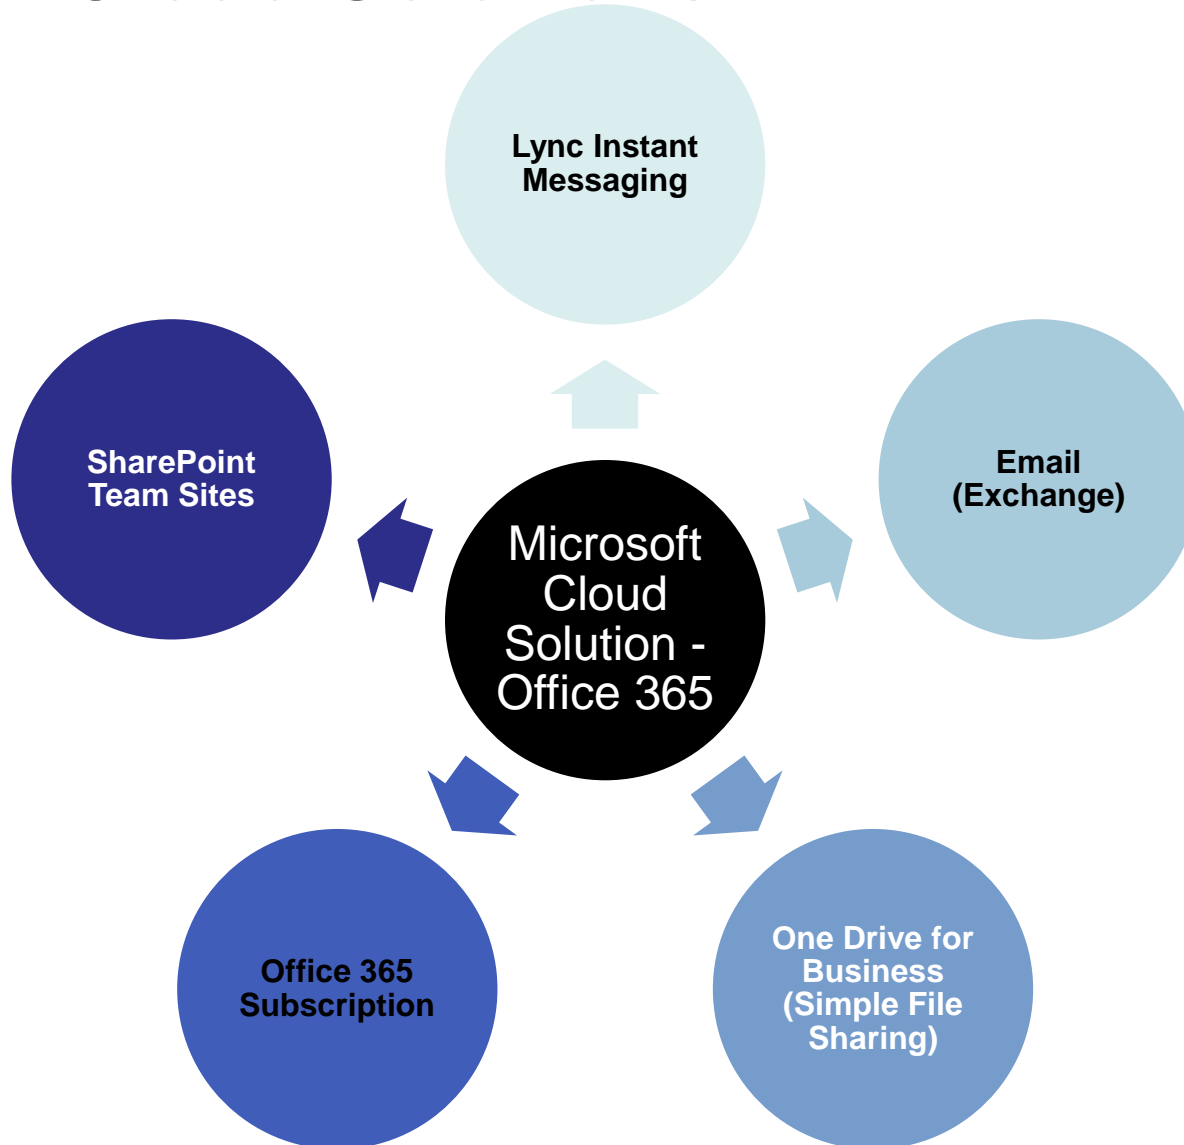 Lync Instant
Messaging
SharePoint
Team Sites
Email
(Exchange)
Microsoft
Cloud
Solution -
Office 365
Office 365
Subscription
One Drive for
Business
(Simple File
Sharing)